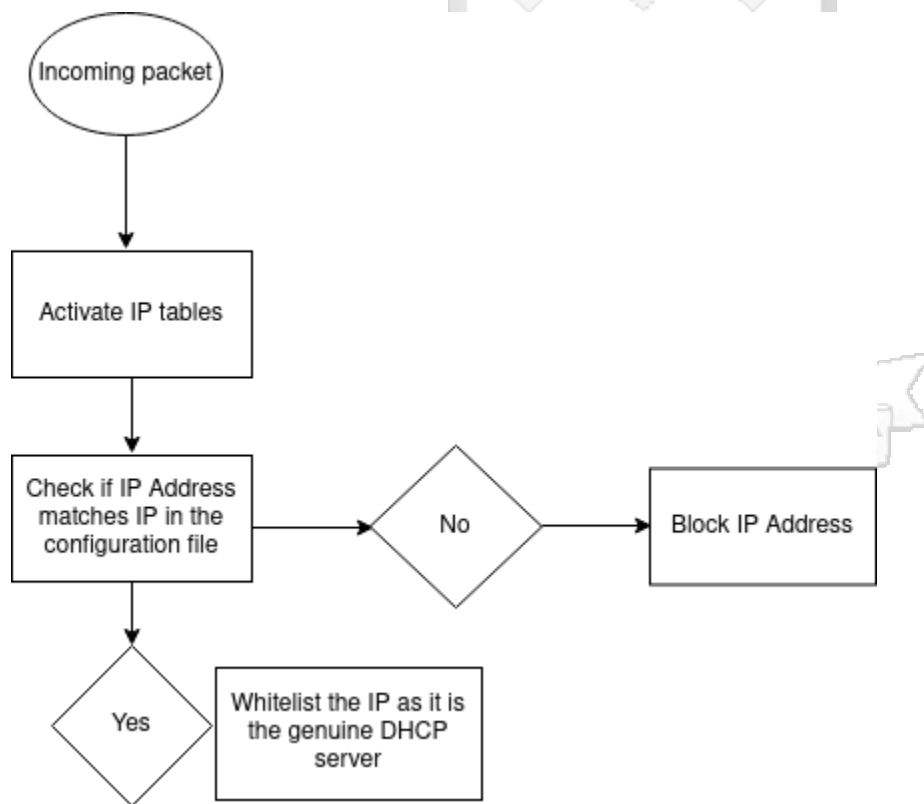 Incoming packet
Activate IP tables
Check if IP Address
matches IP in the
configuration file
No
Block IP Address
Yes
Whitelist the IP as it is
the genuine DHCP
server